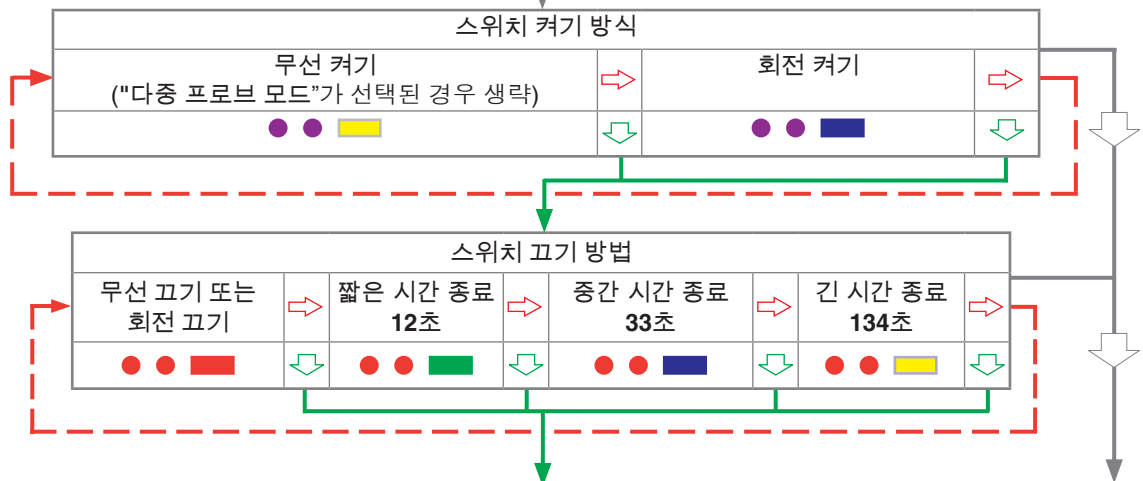 스위치 켜기 방식
무선 켜기
("다중 프로브 모드”가 선택된 경우 생략)
회전 켜기
스위치 끄기 방법
무선 끄기 또는
회전 끄기
짧은 시간 종료
12초
중간 시간 종료
33초
긴 시간 종료
134초